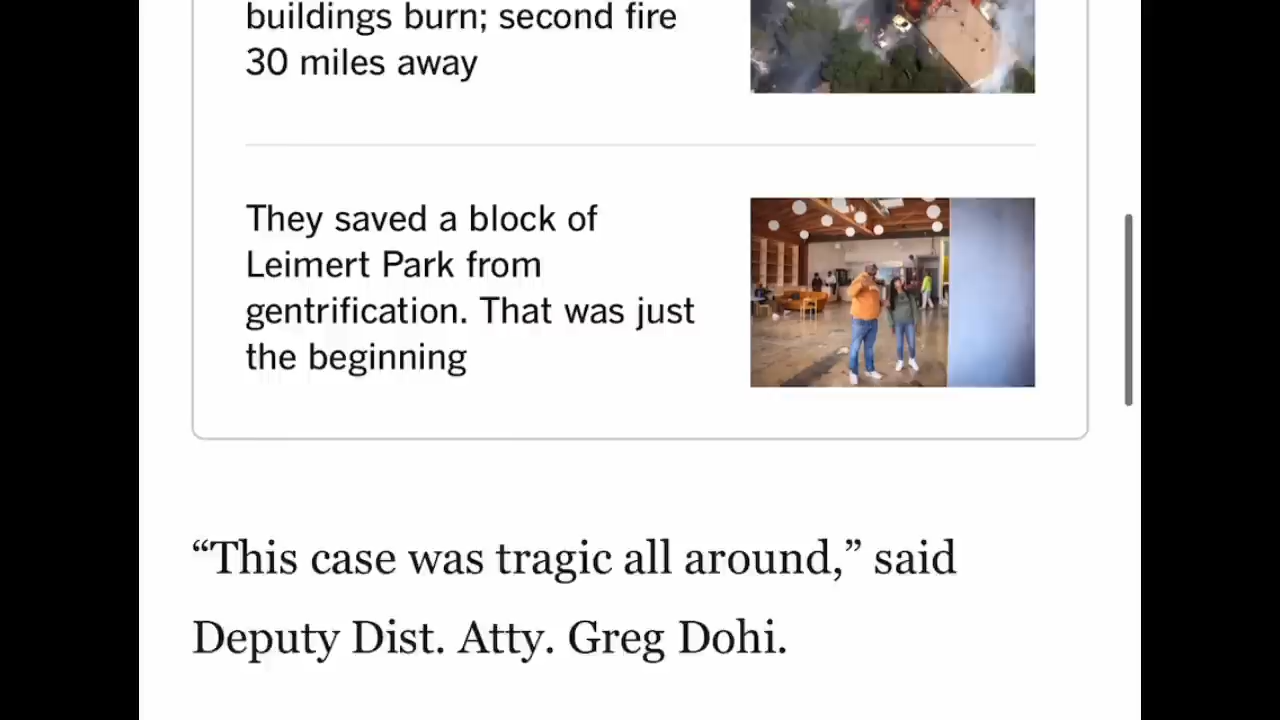 buildings burn; second fire
30 miles away
They saved a block of
Leimert Park from
gentrification. That was just
the beginning
“This case was tragic all around,” said
Deputy Dist. Atty. Greg Dohi.